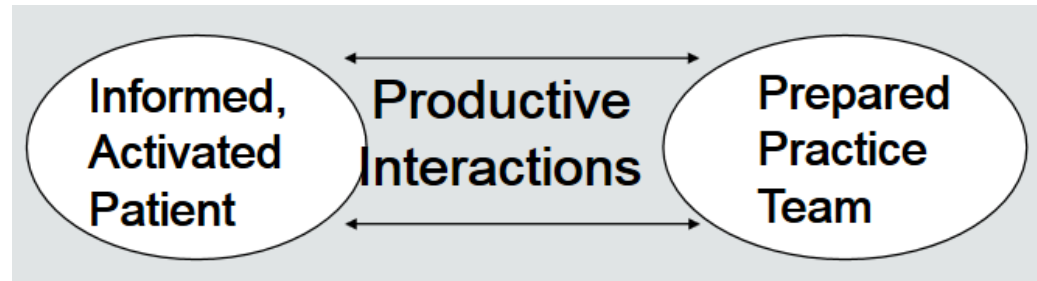 Informed,
Activated
Patient
Productive
Interactions
Prepared
Practice
Team